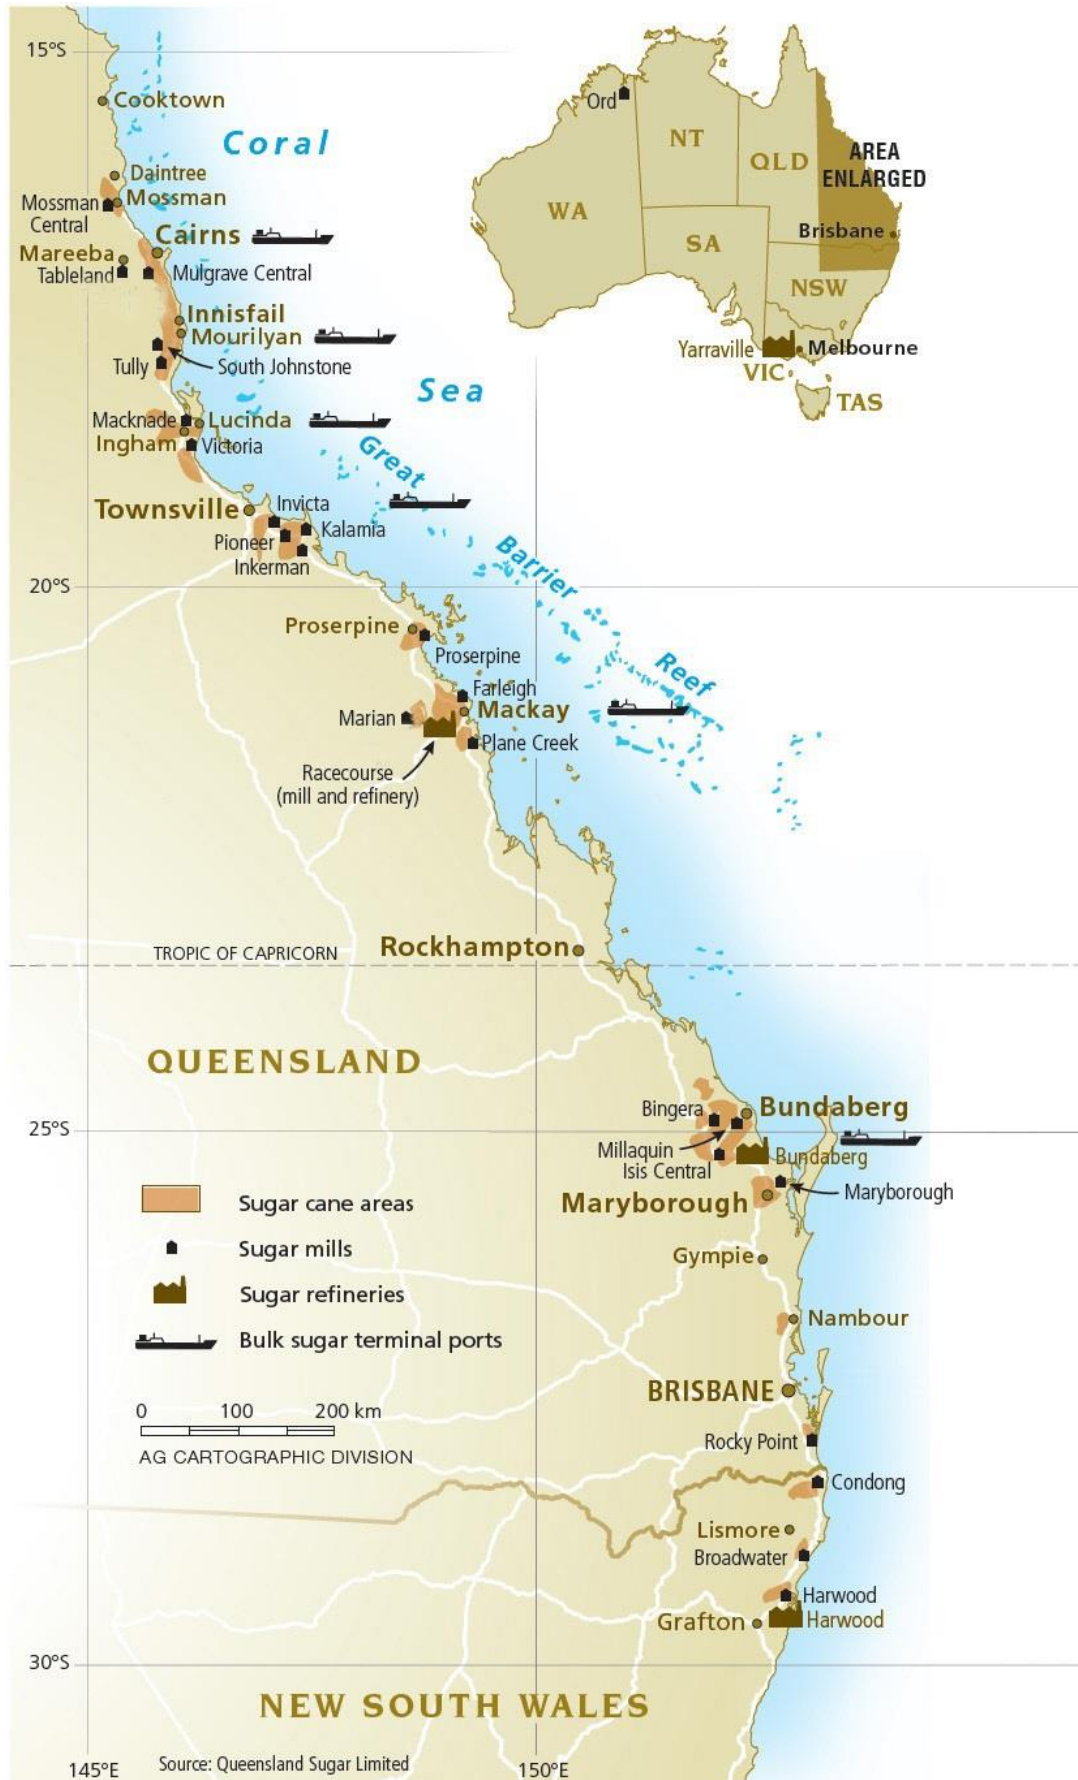 15°S
Cooktown
Coral
Daintree
Mossman
Mossman
Central
Cairns
Mareeba
Tableland
Mulgrave Central
Innisfail
Mourilyan
South Johnstone
Tully
Sea
Macknade
Lucinda
Ingham
Victoria
Great
Townsville
Invicta
Kalamia
Pioneer
Inkerman
Barrier
20°S
Proserpine
Proserpine
Reef
Farleigh
Mackay
Marian
Plane Creek
Racecourse
(mill and refinery)
TROPIC OF CAPRICORN
Rockhampton
QUEENSLAND
Bingera
Bundaberg
25°S
Millaquin
Isis Central
Bundaberg
Maryborough
Maryborough
Gympie
Nambour
BRISBANE
Rocky Point
Condong
Lismore
Broadwater
Harwood
Harwood
Grafton
30°S
NEW SOUTH WALES
145°E
150°E
Source: Queensland Sugar Limited
Sugar cane areas
Sugar mills
Sugar refineries
Bulk sugar terminal ports
0 100 200 km
AG CARTOGRAPHIC DIVISION
Ord
NT
QLD
AREA
ENLARGED
WA
SA
Brisbane
NSW
Yarraville
Melbourne
VIC
TAS